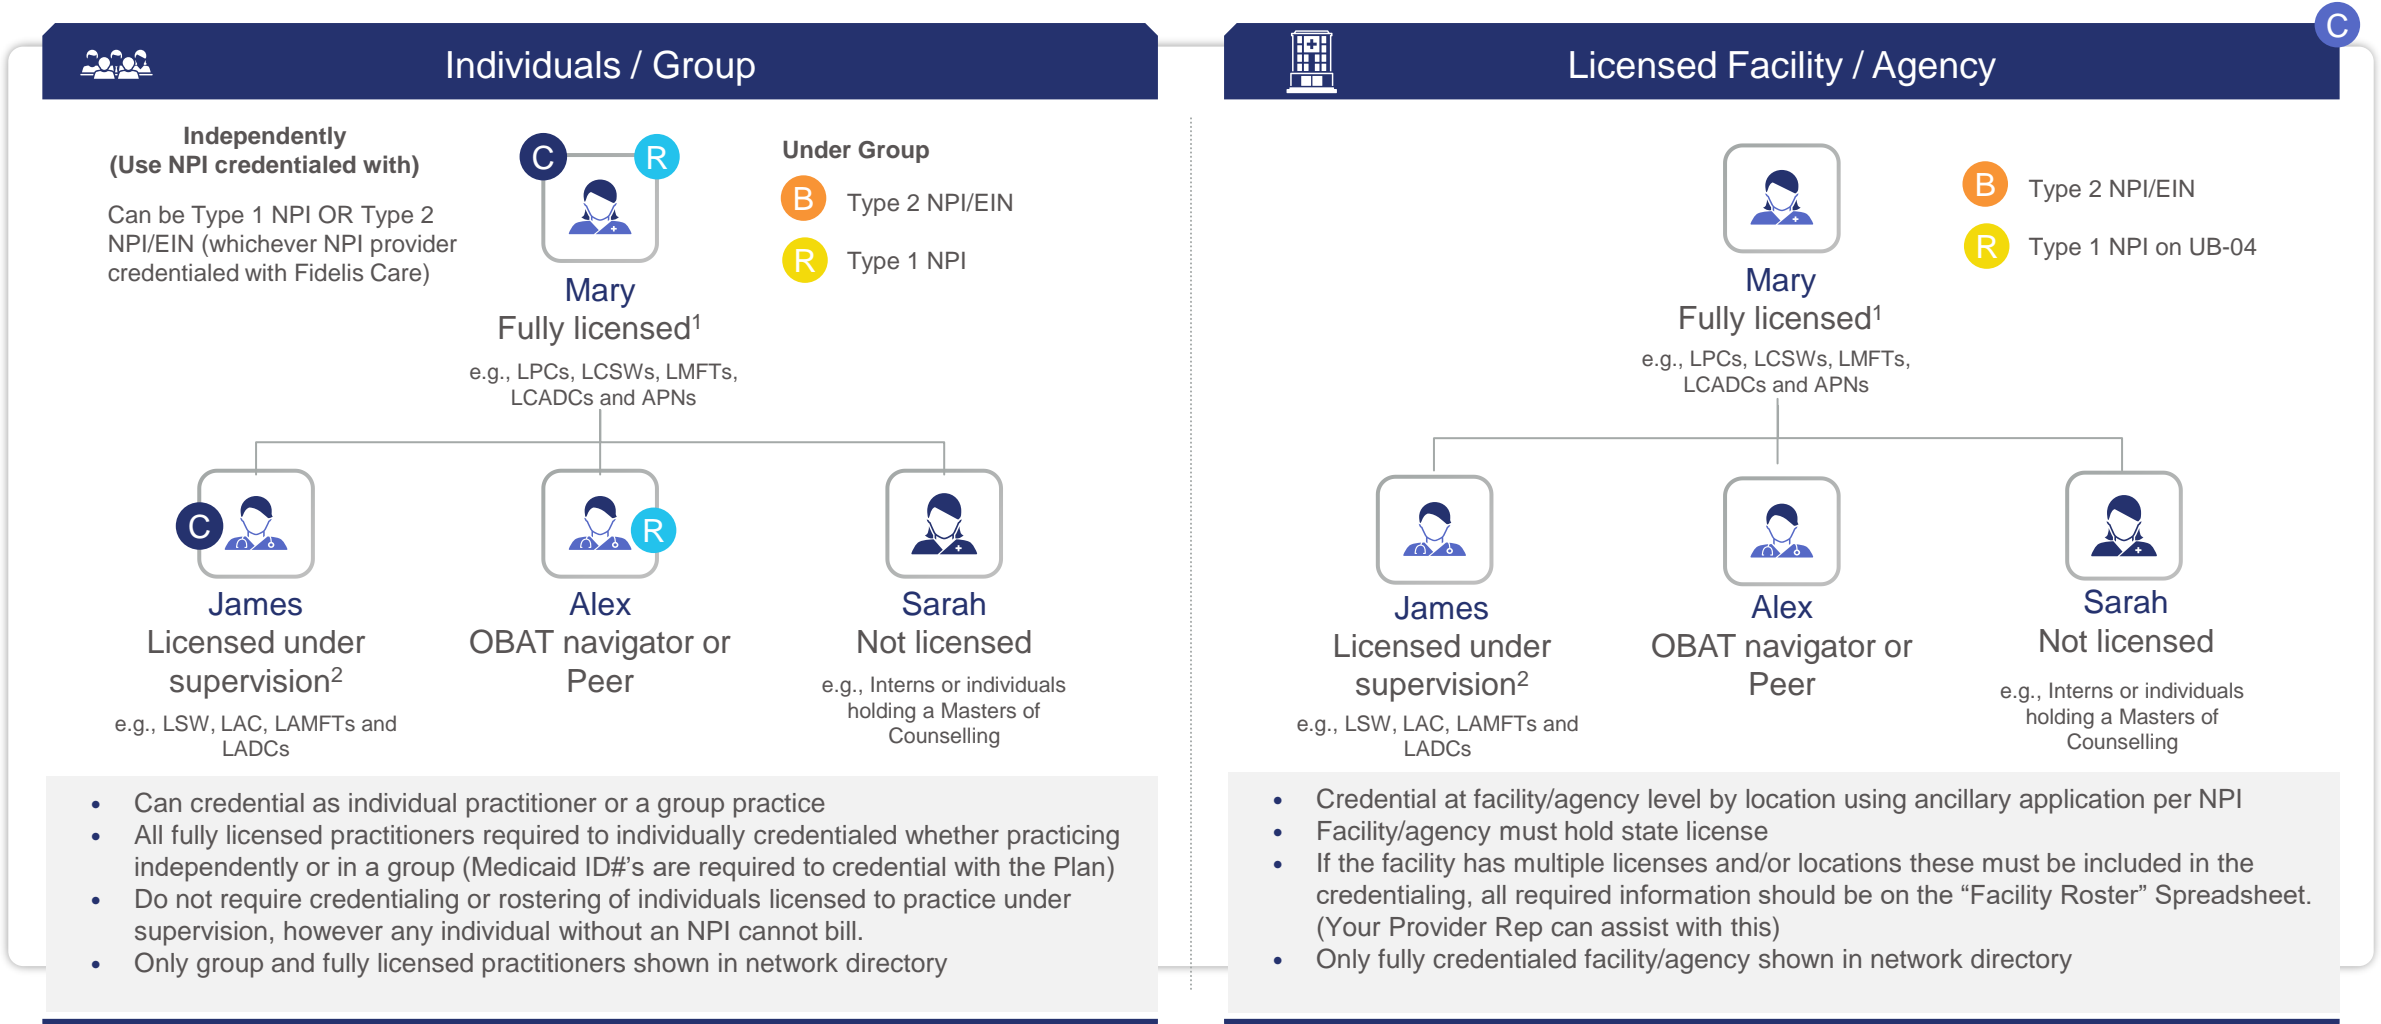 C
Individuals / Group
Independently
(Use NPI credentialed with)
Can be Type 1 NPI OR Type 2
NPI/EIN (whichever NPI provider
credentialed with Fidelis Care)
C
R
Under Group
B Type 2 NPI/EIN
R Type 1 NPI
Mary
Fully licensed1
e.g., LPCs, LCSWs, LMFTs,
LCADCs and APNs
C
James
Licensed under
supervision2
e.g., LSW, LAC, LAMFTs and
LADCs
R
Alex
OBAT navigator or
Peer
Sarah
Not licensed
e.g., Interns or individuals
holding a Masters of
Counselling
• Can credential as individual practitioner or a group practice
• All fully licensed practitioners required to individually credentialed whether practicing
independently or in a group (Medicaid ID#'s are required to credential with the Plan)
• Do not require credentialing or rostering of individuals licensed to practice under
supervision, however any individual without an NPI cannot bill.
• Only group and fully licensed practitioners shown in network directory
Licensed Facility / Agency
B Type 2 NPI/EIN
R Type 1 NPI on UB-04
Mary
Fully licensed1
e.g., LPCs, LCSWs, LMFTs,
LCADCs and APNs
James
Licensed under
supervision2
e.g., LSW, LAC, LAMFTs and
LADCs
Alex
OBAT navigator or
Peer
Sarah
Not licensed
e.g., Interns or individuals
holding a Masters of
Counselling
• Credential at facility/agency level by location using ancillary application per NPI
• Facility/agency must hold state license
• If the facility has multiple licenses and/or locations these must be included in the
credentialing, all required information should be on the “Facility Roster” Spreadsheet.
(Your Provider Rep can assist with this)
• Only fully credentialed facility/agency shown in network directory